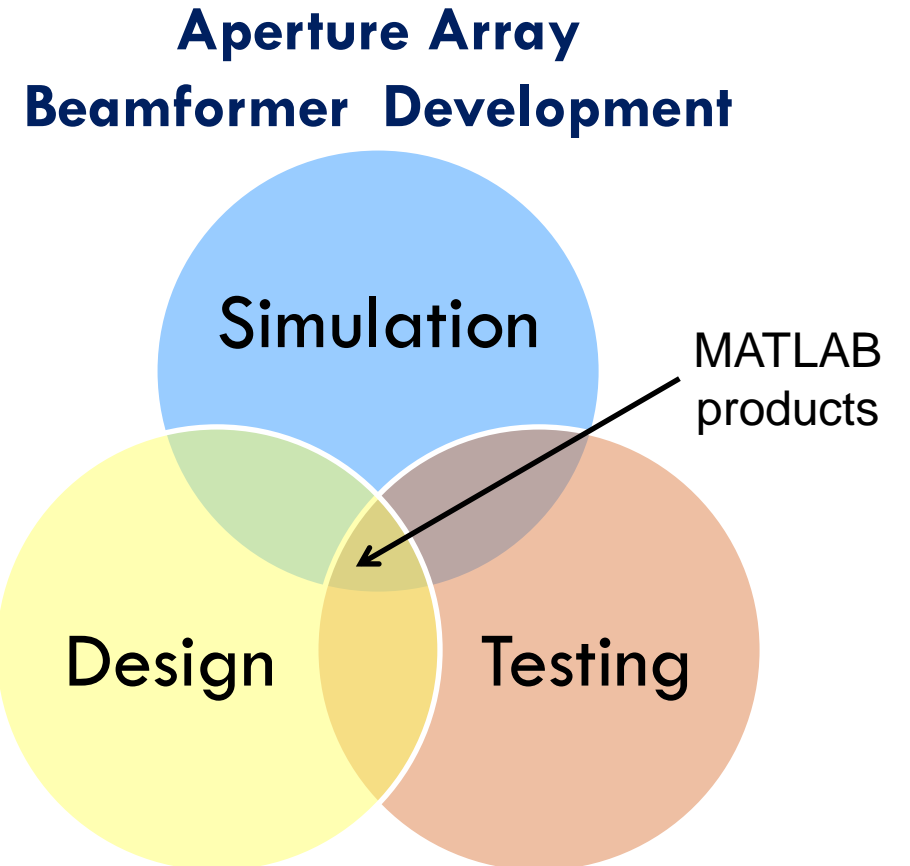 Aperture Array
Beamformer Development
Simulation
MATLAB
products
Design
Testing